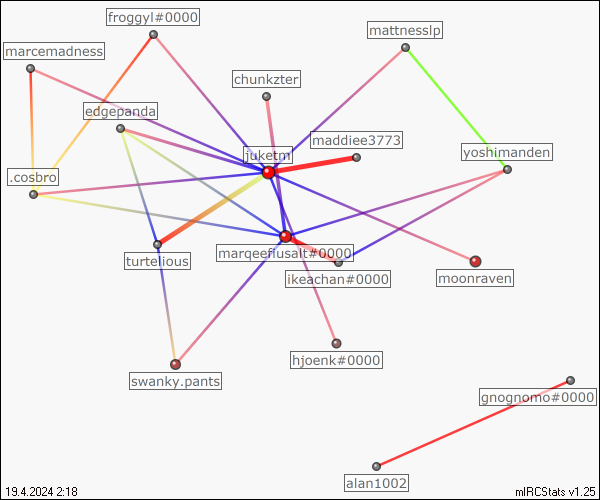 froggyl#0000
mattnesslp
marcemadness
chunkzter
edgepanda
maddiee3773
juketm
yoshimanden
.cosbro
marqeefiusalt#0000
turtelious
ikeachan#0000
moonraven
hjoenk#0000
swanky.pants
gnognomo#0000
alan1002
19.4.2024 2:18
mIRCStats v1.25